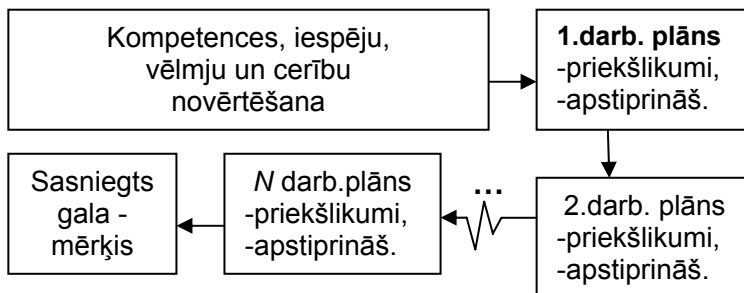 Kompetences, iespēju,
vēlmju un cerību
novērtēšana
1.darb. plāns
-priekšlikumi,
-apstiprināš.
2.darb. plāns
-priekšlikumi,
-apstiprināš.
...
N darb.plāns
-priekšlikumi,
-apstiprināš.
Sasniegts
gala -
mērķis